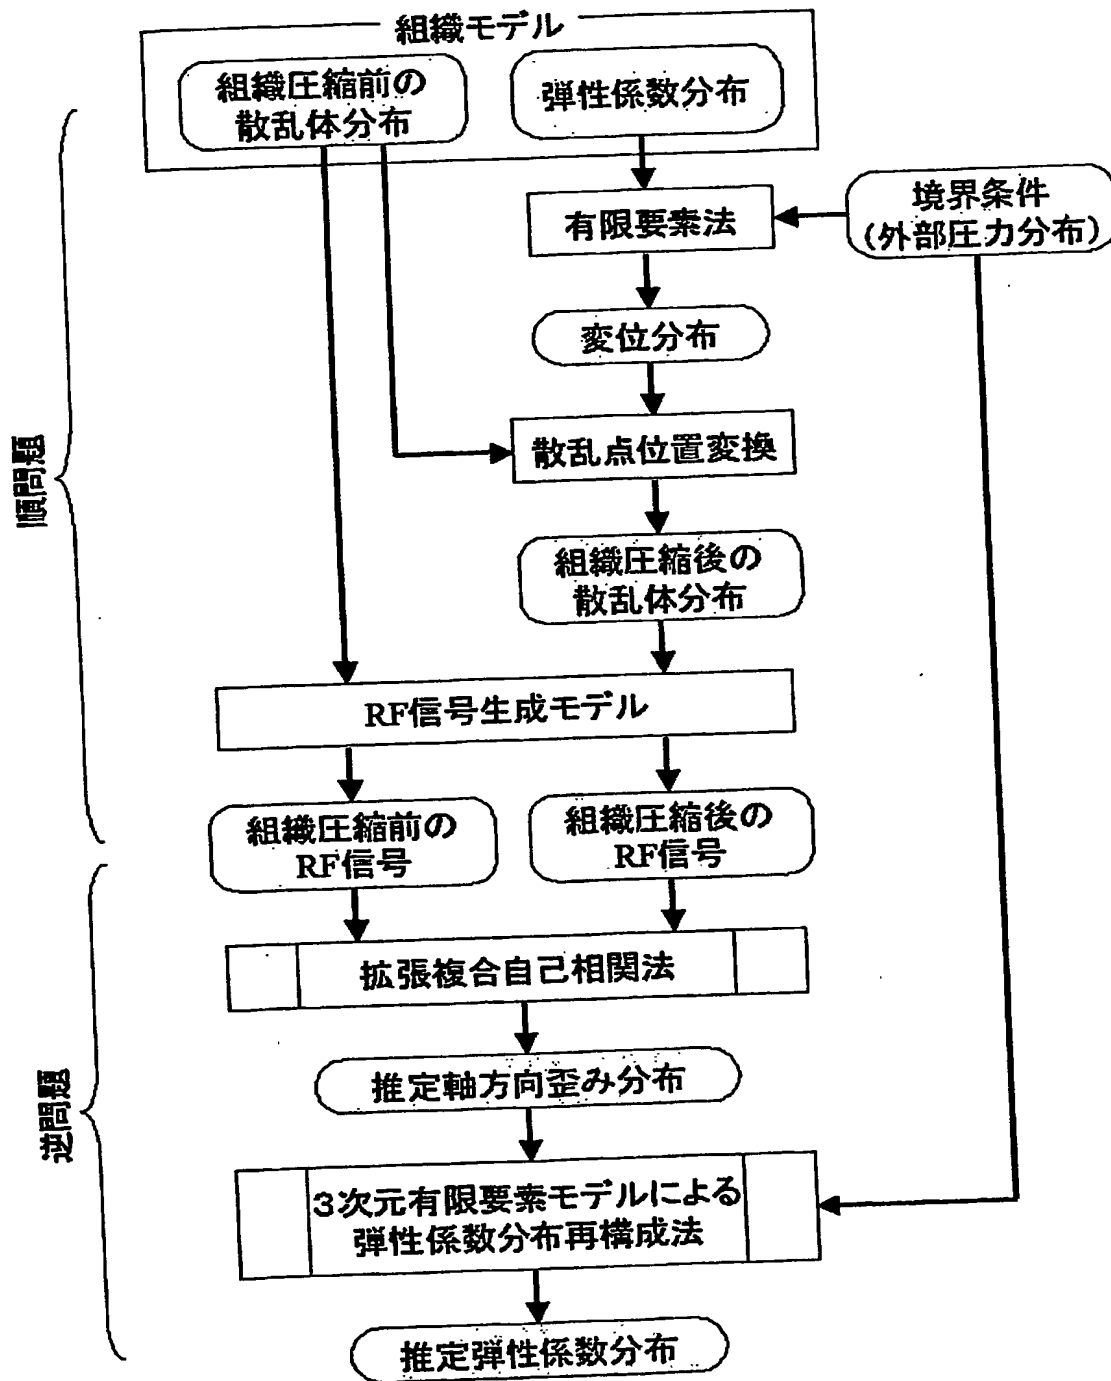 組織モデル
組織圧縮前の
散乱体分布
弾性係数分布
有限要素法
境界条件
(外部圧力分布)
変位分布
散乱点位置変換
組織圧縮後の
散乱体分布
順問題
RF信号生成モデル
組織圧縮前の
RF信号
組織圧縮後の
RF信号
拡張複合自己相関法
推定軸方向歪み分布
逆問題
3次元有限要素モデルによる
弾性係数分布再構成法
推定弾性係数分布